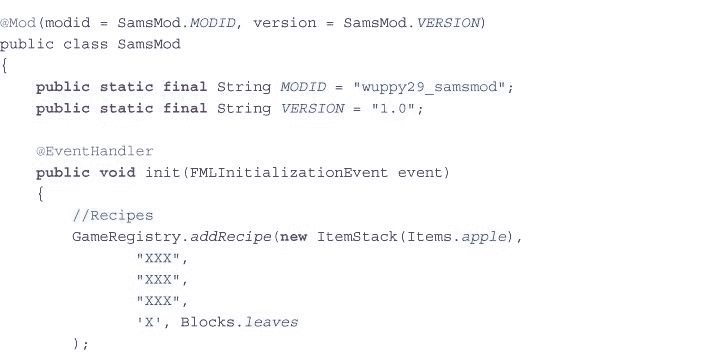 @Mod(modid = SamsMod.MODID, version = SamsMod.VERSION)
public class SamsMod
{
    public static final String MODID = "wuppy29_samsmod";
    public static final String VERSION = "1.0";

    @EventHandler
    public void init(FMLInitializationEvent event)
    {
        //Recipes
        GameRegistry.addRecipe(new ItemStack(Items.apple),
               "XXX",
               "XXX",
               "XXX",
               'X', Blocks.leaves
        );